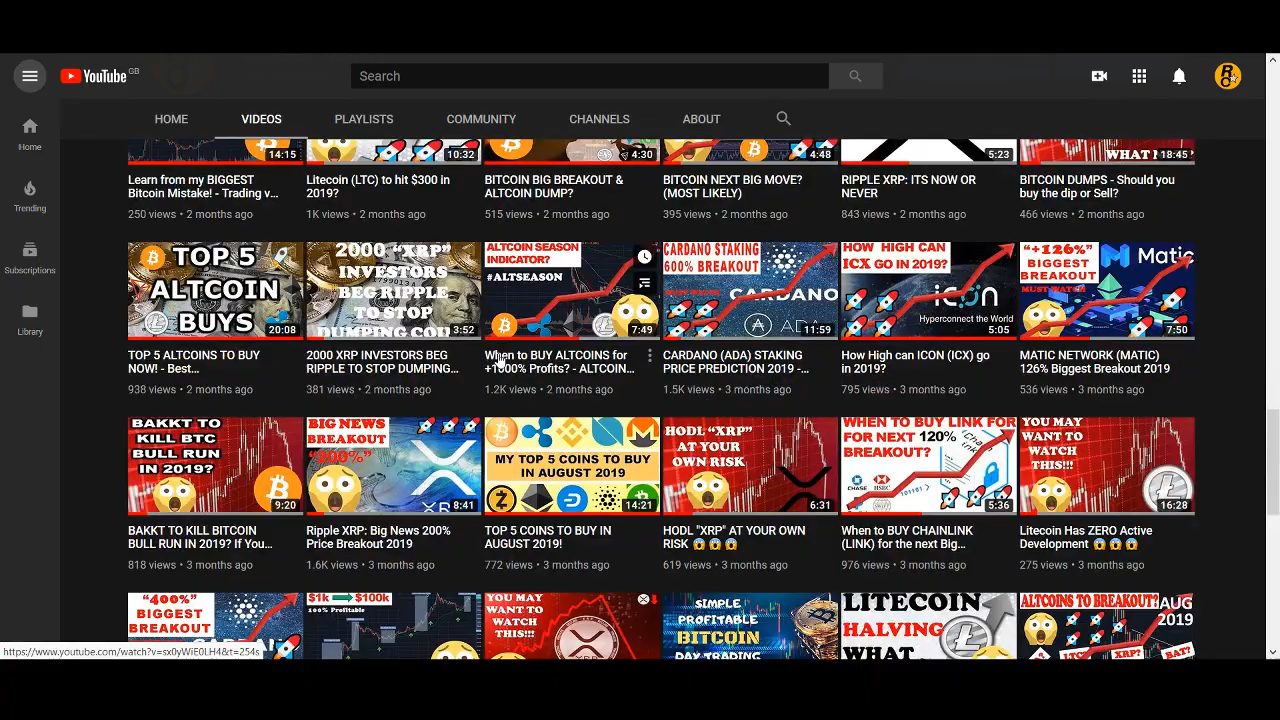 YouTube GB
Search
HOME VIDEOS PLAYLISTS COMMUNITY CHANNELS ABOUT
Home
Trending
Subscriptions
Library
14:15
10:32
4:30
4:48
5:23
WHAT
18:45
Learn from my BIGGEST
Bitcoin Mistake! - Trading v...
250 views • 2 months ago
Litecoin (LTC) to hit $300 in
2019?
1K views • 2 months ago
BITCOIN BIG BREAKOUT &
ALTCOIN DUMP?
515 views • 2 months ago
BITCOIN NEXT BIG MOVE?
(MOST LIKELY)
395 views • 2 months ago
RIPPLE XRP: ITS NOW OR
NEVER
843 views • 2 months ago
BITCOIN DUMPS - Should you
buy the dip or Sell?
466 views • 2 months ago
TOP 5
ALTCOIN
BUYS
20:08
2000 "XRP"
INVESTORS
BEG RIPPLE
TO STOP
DUMPING COIN
3:52
ALTCOIN SEASON
INDICATOR?
#ALTSEASON
7:49
CARDANO STAKING
600% BREAKOUT
CARDANO
ADA
11:59
HOW HIGH CAN
ICX GO IN 2019?
icon
Hyperconnect the World
5:05
"+126%"
BIGGEST
BREAKOUT
MUST WATCH
Matic
7:50
TOP 5 ALTCOINS TO BUY
NOW! - Best...
938 views • 2 months ago
2000 XRP INVESTORS BEG
RIPPLE TO STOP DUMPING...
381 views • 2 months ago
When to BUY ALTCOINS for
+1000% Profits? - ALTCOIN...
1.2K views • 2 months ago
CARDANO (ADA) STAKING
PRICE PREDICTION 2019 -...
1.5K views • 3 months ago
How High can ICON (ICX) go
in 2019?
795 views • 3 months ago
MATIC NETWORK (MATIC)
126% Biggest Breakout 2019
536 views • 3 months ago
BAKKT TO
KILL BTC
BULL RUN
IN 2019?
9:20
BIG NEWS
BREAKOUT
"200%"
XR
8:41
MY TOP 5 COINS TO BUY
IN AUGUST 2019
14:21
HODL "XRP"
AT YOUR
OWN RISK
6:31
WHEN TO BUY LINK FOR
FOR NEXT 120%
BREAKOUT?
Chain
Link
CHASE
HSBC
101101
5:36
YOU MAY
WANT TO
WATCH
THIS!!!
16:28
BAKKT TO KILL BITCOIN
BULL RUN IN 2019? If You...
818 views • 3 months ago
Ripple XRP: Big News 200%
Price Breakout 2019
1.6K views • 3 months ago
TOP 5 COINS TO BUY IN
AUGUST 2019!
772 views • 3 months ago
HODL "XRP" AT YOUR OWN
RISK 😱😱😱
619 views • 3 months ago
When to BUY CHAINLINK
(LINK) for the next Big...
976 views • 3 months ago
Litecoin Has ZERO Active
Development 😱😱😱
275 views • 3 months ago
"400%"
BIGGEST
BREAKOUT
$1k
$100k
100% Profitable
YOU MAY
WANT TO
WATCH
THIS!!!
SIMPLE
PROFITABLE
BITCOIN
DAY TRADING
LITECOIN
HALVING
WHAT
ALTCOINS TO BREAKOUT?
AUG
2019
LTC?
XRP?
BAT?
https://www.youtube.com/watch?v=sx0yWiE0LH4&t=254s